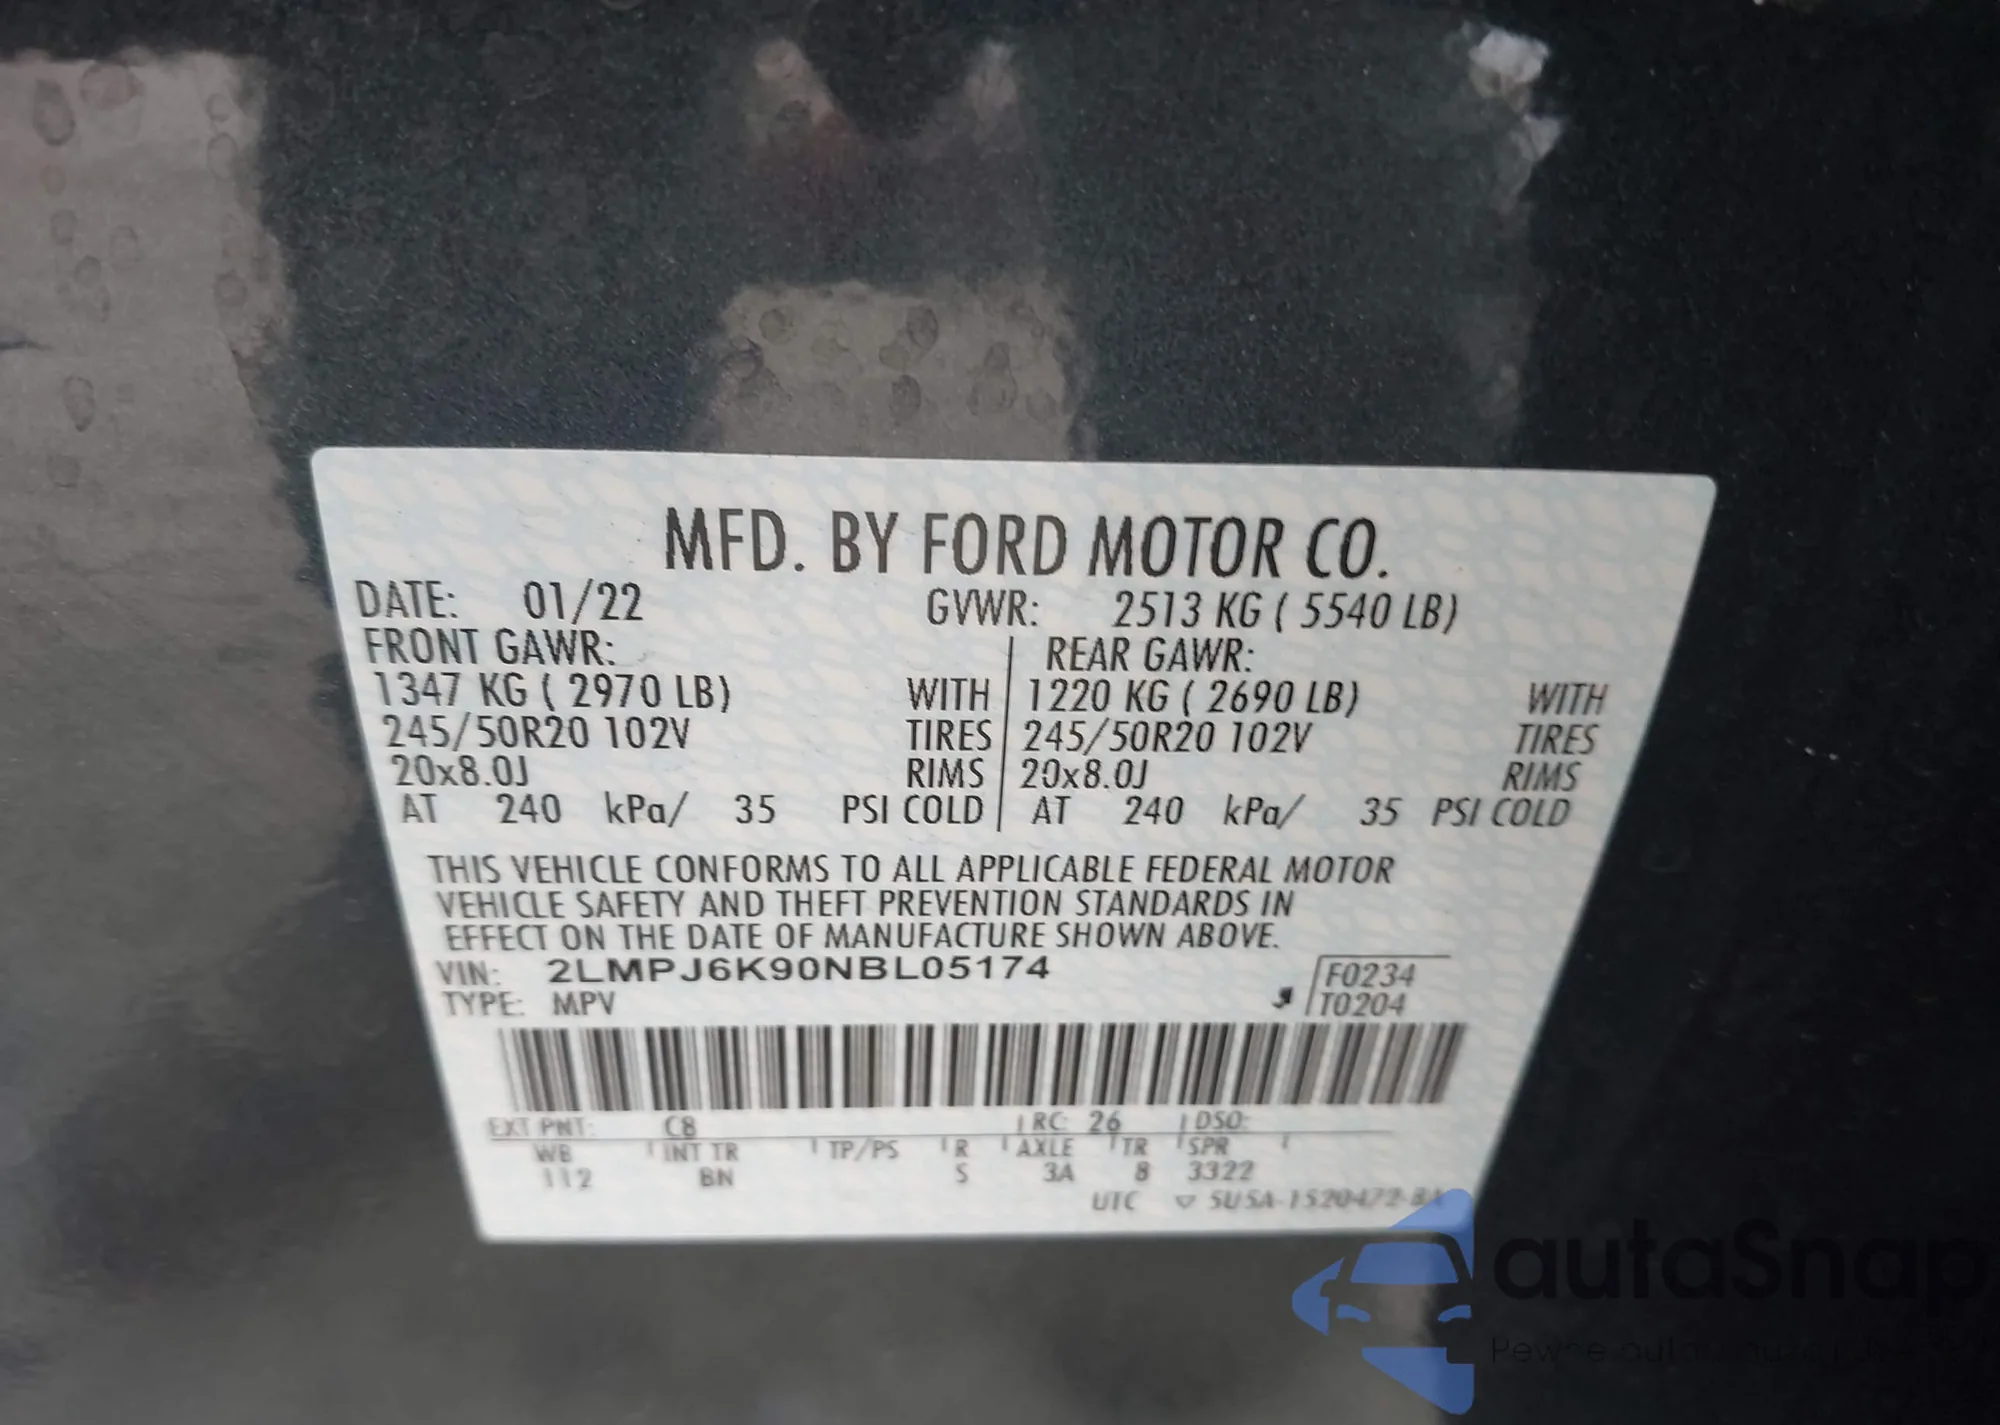 MFD. BY FORD MOTOR CO.
DATE: 01/22 GVWR: 2513 KG ( 5540 LB)
FRONT GAWR: REAR GAWR:
1347 KG ( 2970 LB) WITH 1220 KG ( 2690 LB) WITH
245/50R20 102V TIRES 245/50R20 102V TIRES
20x8.0J RIMS 20x8.0J RIMS
AT 240 kPa/ 35 PSI COLD AT 240 kPa/ 35 PSI COLD
THIS VEHICLE CONFORMS TO ALL APPLICABLE FEDERAL MOTOR
VEHICLE SAFETY AND THEFT PREVENTION STANDARDS IN
EFFECT ON THE DATE OF MANUFACTURE SHOWN ABOVE.
VIN: 2LMPJ6K90NBL05174 F0234
TYPE: MPV T0204
EXT PNT: C8 RC: 26 DSO:
WB INT TR TP/PS R AXLE TR SPR
112 BN S 3A 8 3322
UTC 5U5A-1520472-BA
autaSnap